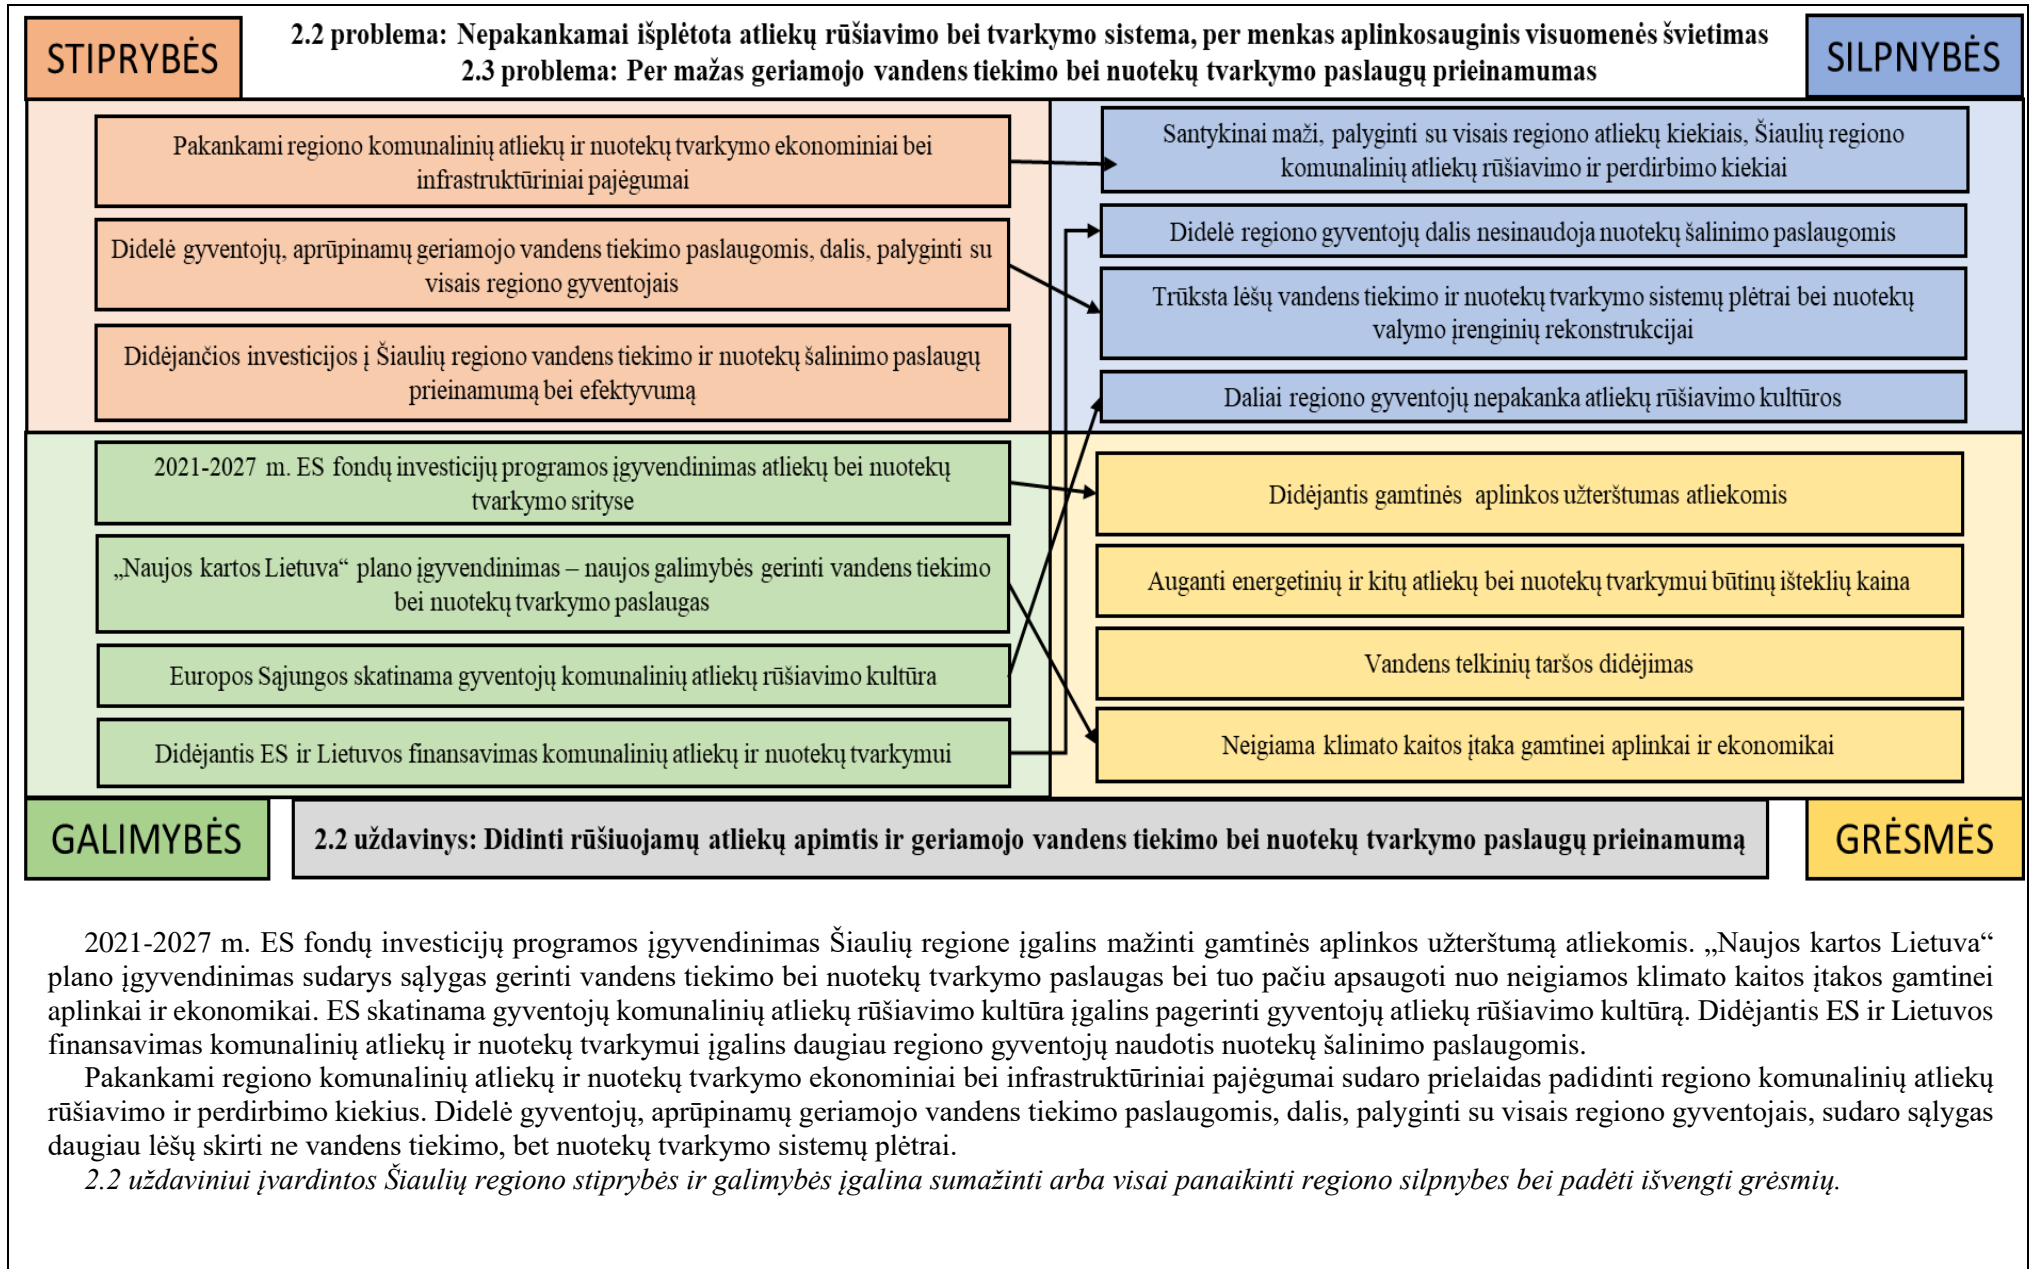 STIPRYBĖS
2.2 problema: Nepakankamai išplėtota atliekų rūšiavimo bei tvarkymo sistema, per menkas aplinkosauginis visuomenės švietimas
2.3 problema: Per mažas geriamojo vandens tiekimo bei nuotekų tvarkymo paslaugų prieinamumas
SILPNYBĖS
Pakankami regiono komunalinių atliekų ir nuotekų tvarkymo ekonominiai bei
infrastruktūriniai pajėgumai
Didelė gyventojų, aprūpinamų geriamojo vandens tiekimo paslaugomis, dalis, palyginti su
visais regiono gyventojais
Didėjančios investicijos į Šiaulių regiono vandens tiekimo ir nuotekų šalinimo paslaugų
prieinamumą bei efektyvumą
Santykinai maži, palyginti su visais regiono atliekų kiekiais, Šiaulių regiono
komunalinių atliekų rūšiavimo ir perdirbimo kiekiai
Didelė regiono gyventojų dalis nesinaudoja nuotekų šalinimo paslaugomis
Trūksta lėšų vandens tiekimo ir nuotekų tvarkymo sistemų plėtrai bei nuotekų
valymo įrenginių rekonstrukcijai
Daliai regiono gyventojų nepakanka atliekų rūšiavimo kultūros
2021-2027 m. ES fondų investicijų programos įgyvendinimas atliekų bei nuotekų
tvarkymo srityse
„Naujos kartos Lietuva“ plano įgyvendinimas – naujos galimybės gerinti vandens tiekimo
bei nuotekų tvarkymo paslaugas
Europos Sąjungos skatinama gyventojų komunalinių atliekų rūšiavimo kultūra
Didėjantis ES ir Lietuvos finansavimas komunalinių atliekų ir nuotekų tvarkymui
Didėjantis gamtinės aplinkos užterštumas atliekomis
Auganti energetinių ir kitų atliekų bei nuotekų tvarkymui būtinų išteklių kaina
Vandens telkinių taršos didėjimas
Neigiama klimato kaitos įtaka gamtinei aplinkai ir ekonomikai
GALIMYBĖS
2.2 uždavinys: Didinti rūšiuojamų atliekų apimtis ir geriamojo vandens tiekimo bei nuotekų tvarkymo paslaugų prieinamumą
GRĖSMĖS
2021-2027 m. ES fondų investicijų programos įgyvendinimas Šiaulių regione įgalins mažinti gamtinės aplinkos užterštumą atliekomis. „Naujos kartos Lietuva“
plano įgyvendinimas sudarys sąlygas gerinti vandens tiekimo bei nuotekų tvarkymo paslaugas bei tuo pačiu apsaugoti nuo neigiamos klimato kaitos įtakos gamtinei
aplinkai ir ekonomikai. ES skatinama gyventojų komunalinių atliekų rūšiavimo kultūra įgalins pagerinti gyventojų atliekų rūšiavimo kultūrą. Didėjantis ES ir Lietuvos
finansavimas komunalinių atliekų ir nuotekų tvarkymui įgalins daugiau regiono gyventojų naudotis nuotekų šalinimo paslaugomis.
Pakankami regiono komunalinių atliekų ir nuotekų tvarkymo ekonominiai bei infrastruktūriniai pajėgumai sudaro prielaidas padidinti regiono komunalinių atliekų
rūšiavimo ir perdirbimo kiekius. Didelė gyventojų, aprūpinamų geriamojo vandens tiekimo paslaugomis, dalis, palyginti su visais regiono gyventojais, sudaro sąlygas
daugiau lėšų skirti ne vandens tiekimo, bet nuotekų tvarkymo sistemų plėtrai.
2.2 uždaviniui įvardintos Šiaulių regiono stiprybės ir galimybės įgalina sumažinti arba visai panaikinti regiono silpnybes bei padėti išvengti grėsmių.